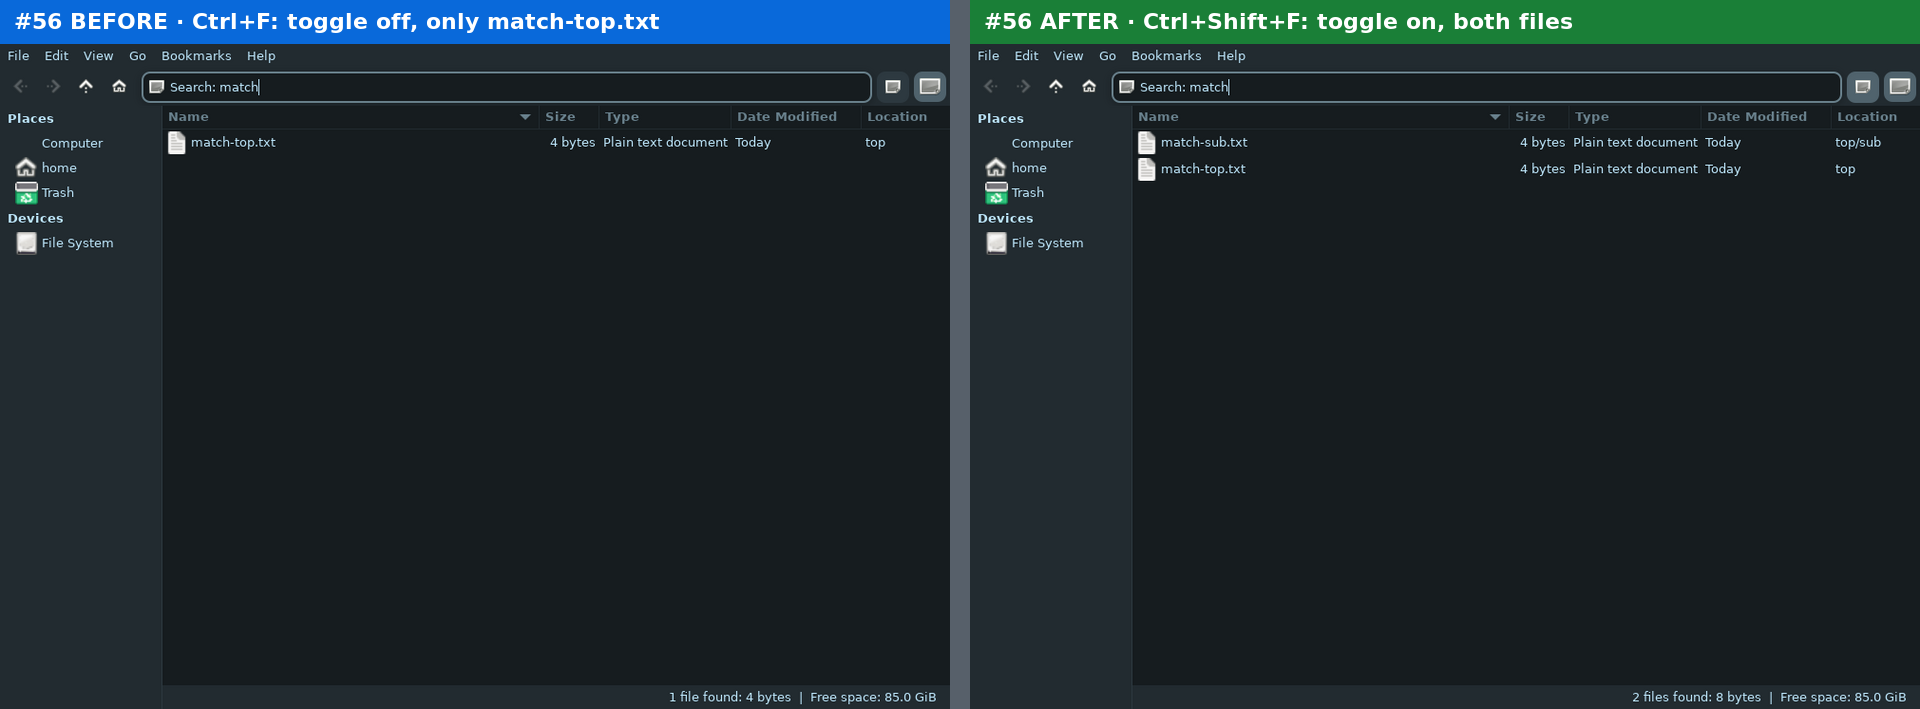 #56 BEFORE · Ctrl+F: toggle off, only match-top.txt
File Edit View Go Bookmarks Help
Search: match
Places
Computer
home
Trash
Devices
File System
Name Size Type Date Modified Location
match-top.txt 4 bytes Plain text document Today top
1 file found: 4 bytes | Free space: 85.0 GiB
#56 AFTER · Ctrl+Shift+F: toggle on, both files
File Edit View Go Bookmarks Help
Search: match
Places
Computer
home
Trash
Devices
File System
Name Size Type Date Modified Location
match-sub.txt 4 bytes Plain text document Today top/sub
match-top.txt 4 bytes Plain text document Today top
2 files found: 8 bytes | Free space: 85.0 GiB